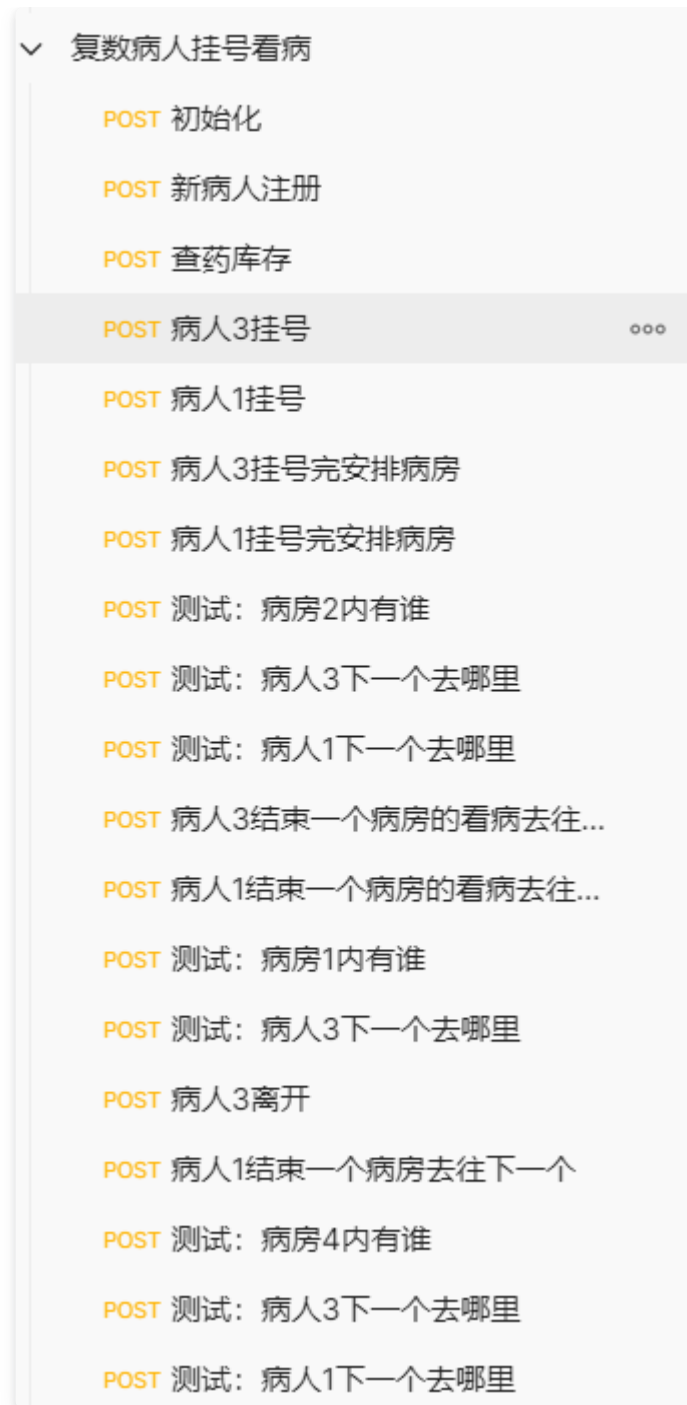 复数病人挂号看病
POST 初始化
POST 新病人注册
POST 查药库存
POST 病人3挂号
POST 病人1挂号
POST 病人3挂号完安排病房
POST 病人1挂号完安排病房
POST 测试：病房2内有谁
POST 测试：病人3下一个去哪里
POST 测试：病人1下一个去哪里
POST 病人3结束一个病房的看病去往...
POST 病人1结束一个病房的看病去往...
POST 测试：病房1内有谁
POST 测试：病人3下一个去哪里
POST 病人3离开
POST 病人1结束一个病房去往下一个
POST 测试：病房4内有谁
POST 测试：病人3下一个去哪里
POST 测试：病人1下一个去哪里